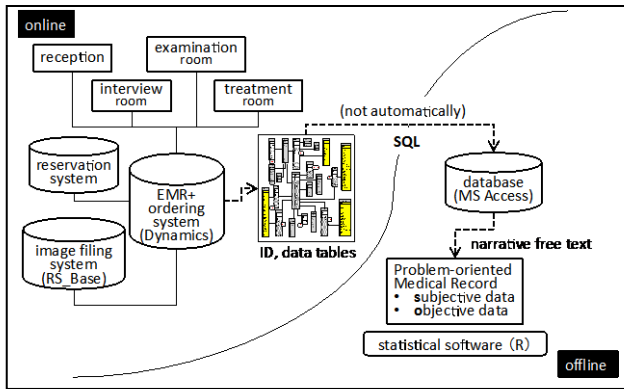 online
reception
examination
room
interview
room
treatment
room
(not automatically)
SQL
reservation
system
EMR+
ordering
system
(Dynamics)
image filing
system
(RS_Base)
ID, data tables
database
(MS Access)
narrative free text
Problem-oriented
Medical Record
• subjective data
• objective data
statistical software (R)
offline